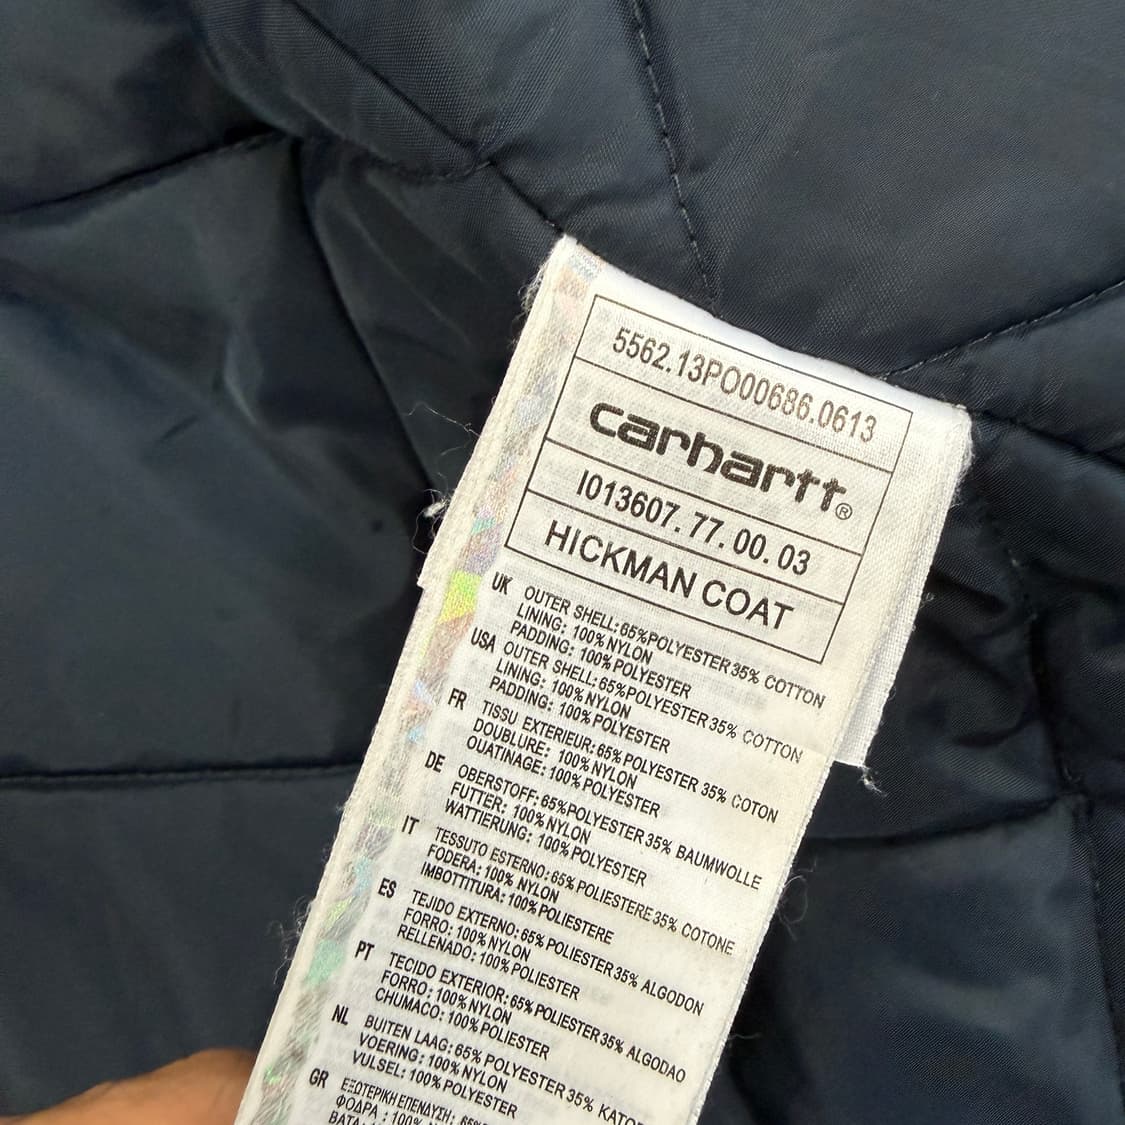 5562.13PO00686.0613
carhartt®
I013607.77.00.03
HICKMAN COAT
UK OUTER SHELL: 65%POLYESTER 35% COTTON
LINING: 100% NYLON
PADDING: 100% POLYESTER
USA OUTER SHELL: 65%POLYESTER 35% COTTON
LINING: 100% NYLON
PADDING: 100% POLYESTER
FR TISSU EXTERIEUR: 65% POLYESTER 35% COTON
DOUBLURE: 100% NYLON
OUATINAGE: 100% POLYESTER
DE OBERSTOFF: 65%POLYESTER 35% BAUMWOLLE
FUTTER: 100% NYLON
WATTIERUNG: 100% POLYESTER
IT TESSUTO ESTERNO: 65% POLIESTERE 35% COTONE
FODERA: 100% NYLON
IMBOTTITURA: 100% POLIESTERE
ES TEJIDO EXTERNO: 65% POLIESTER 35% ALGODON
FORRO: 100% NYLON
RELLENADO: 100% POLIESTER
PT TECIDO EXTERIOR: 65% POLIESTER 35% ALGODAO
FORRO: 100% NYLON
CHUMACO: 100% POLIESTER
NL BUITEN LAAG: 65% POLYESTER 35% KATO
VOERING: 100% NYLON
VULSEL: 100% POLYESTER
GR ΕΞΩΤΕΡΙΚΗ ΕΠΕΝΔΥΣΗ: 65%
ΦΟΔΡΑ: 100%
ΒΑΤΑ: